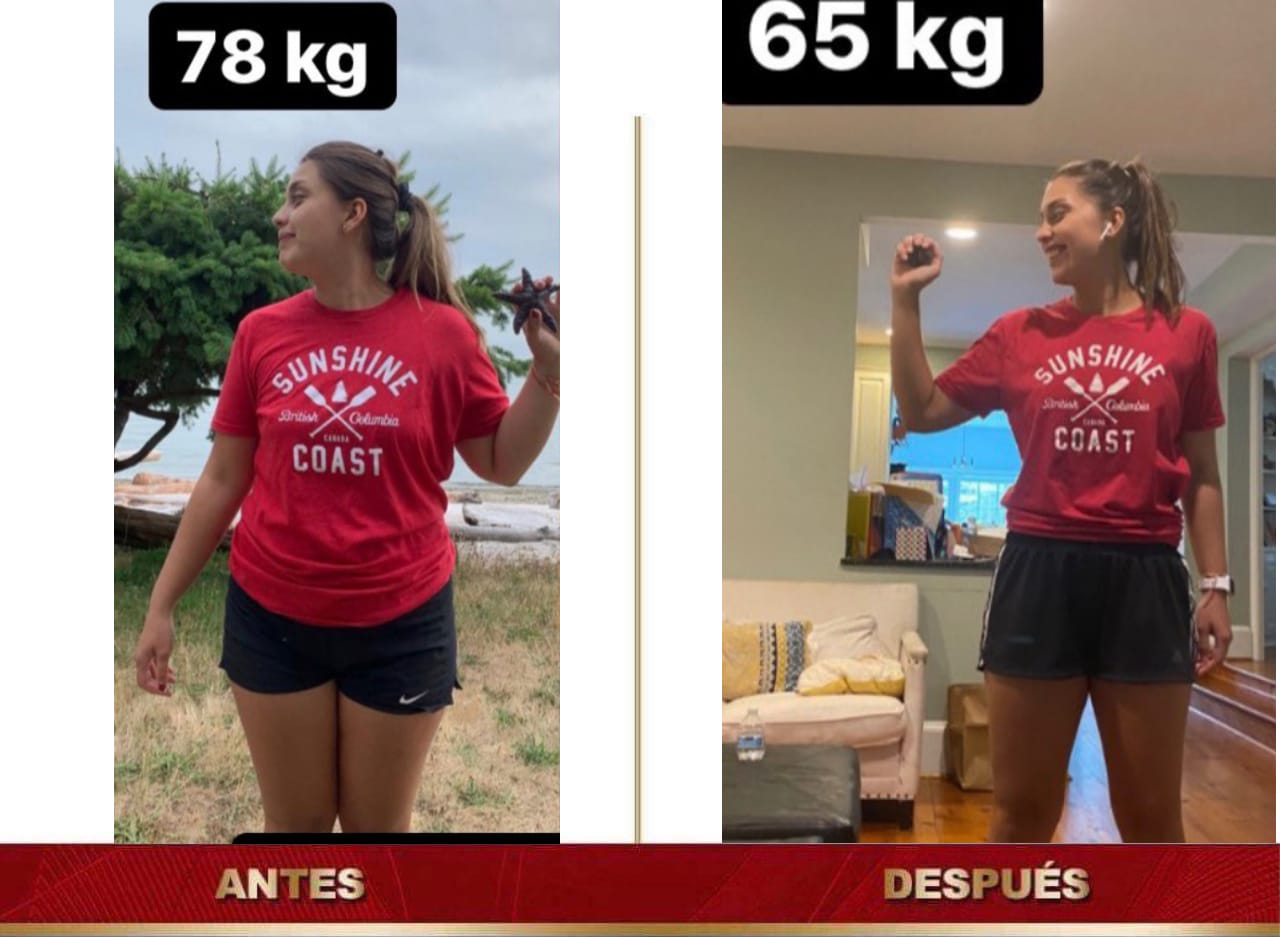 78 kg
65 kg
SUNSHINE
British Columbia
CANADA
COAST
SUNSHINE
British Columbia
CANADA
COAST
ANTES
DESPUÉS